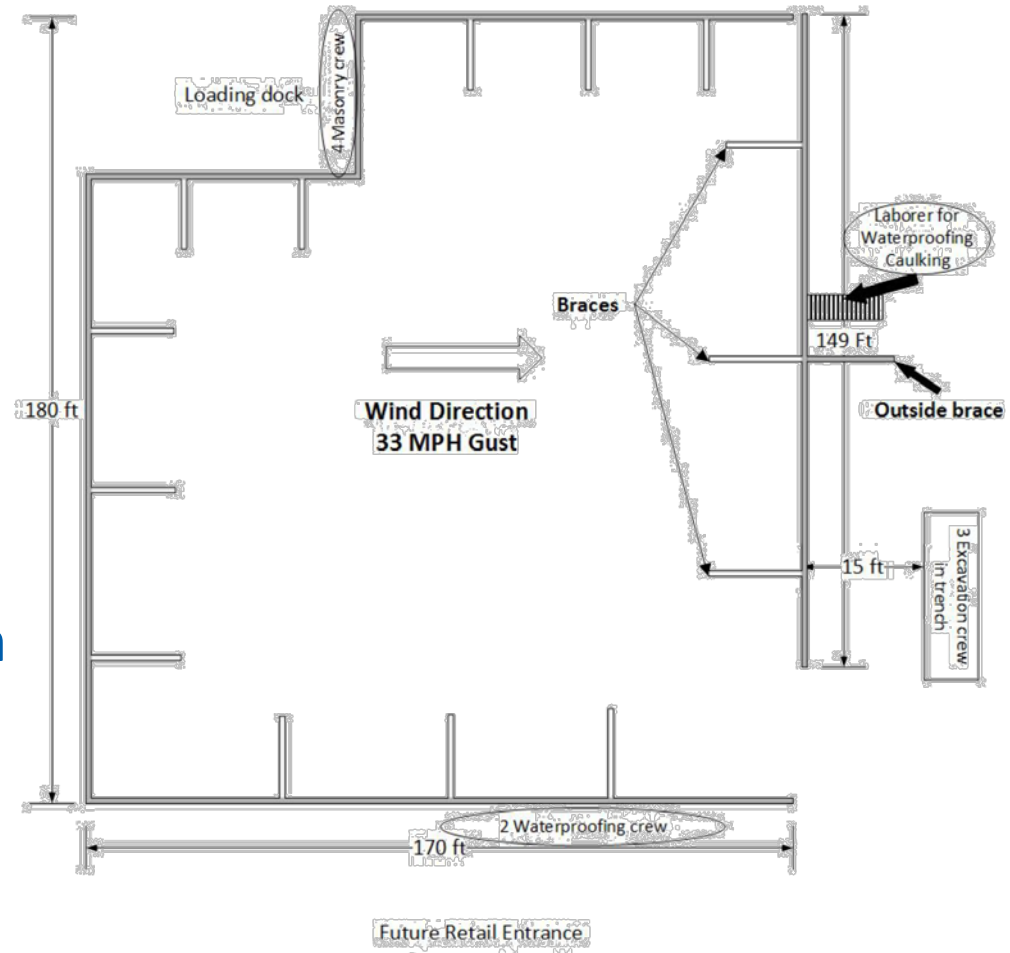 Loading dock
4 Masonry crew
Laborer for
Waterproofing
Caulking
Braces
149 Ft
180 ft
Wind Direction
33 MPH Gust
Outside brace
3 Excavation crew
in trench
15 ft
n
2 Waterproofing crew
170 ft
Future Retail Entrance